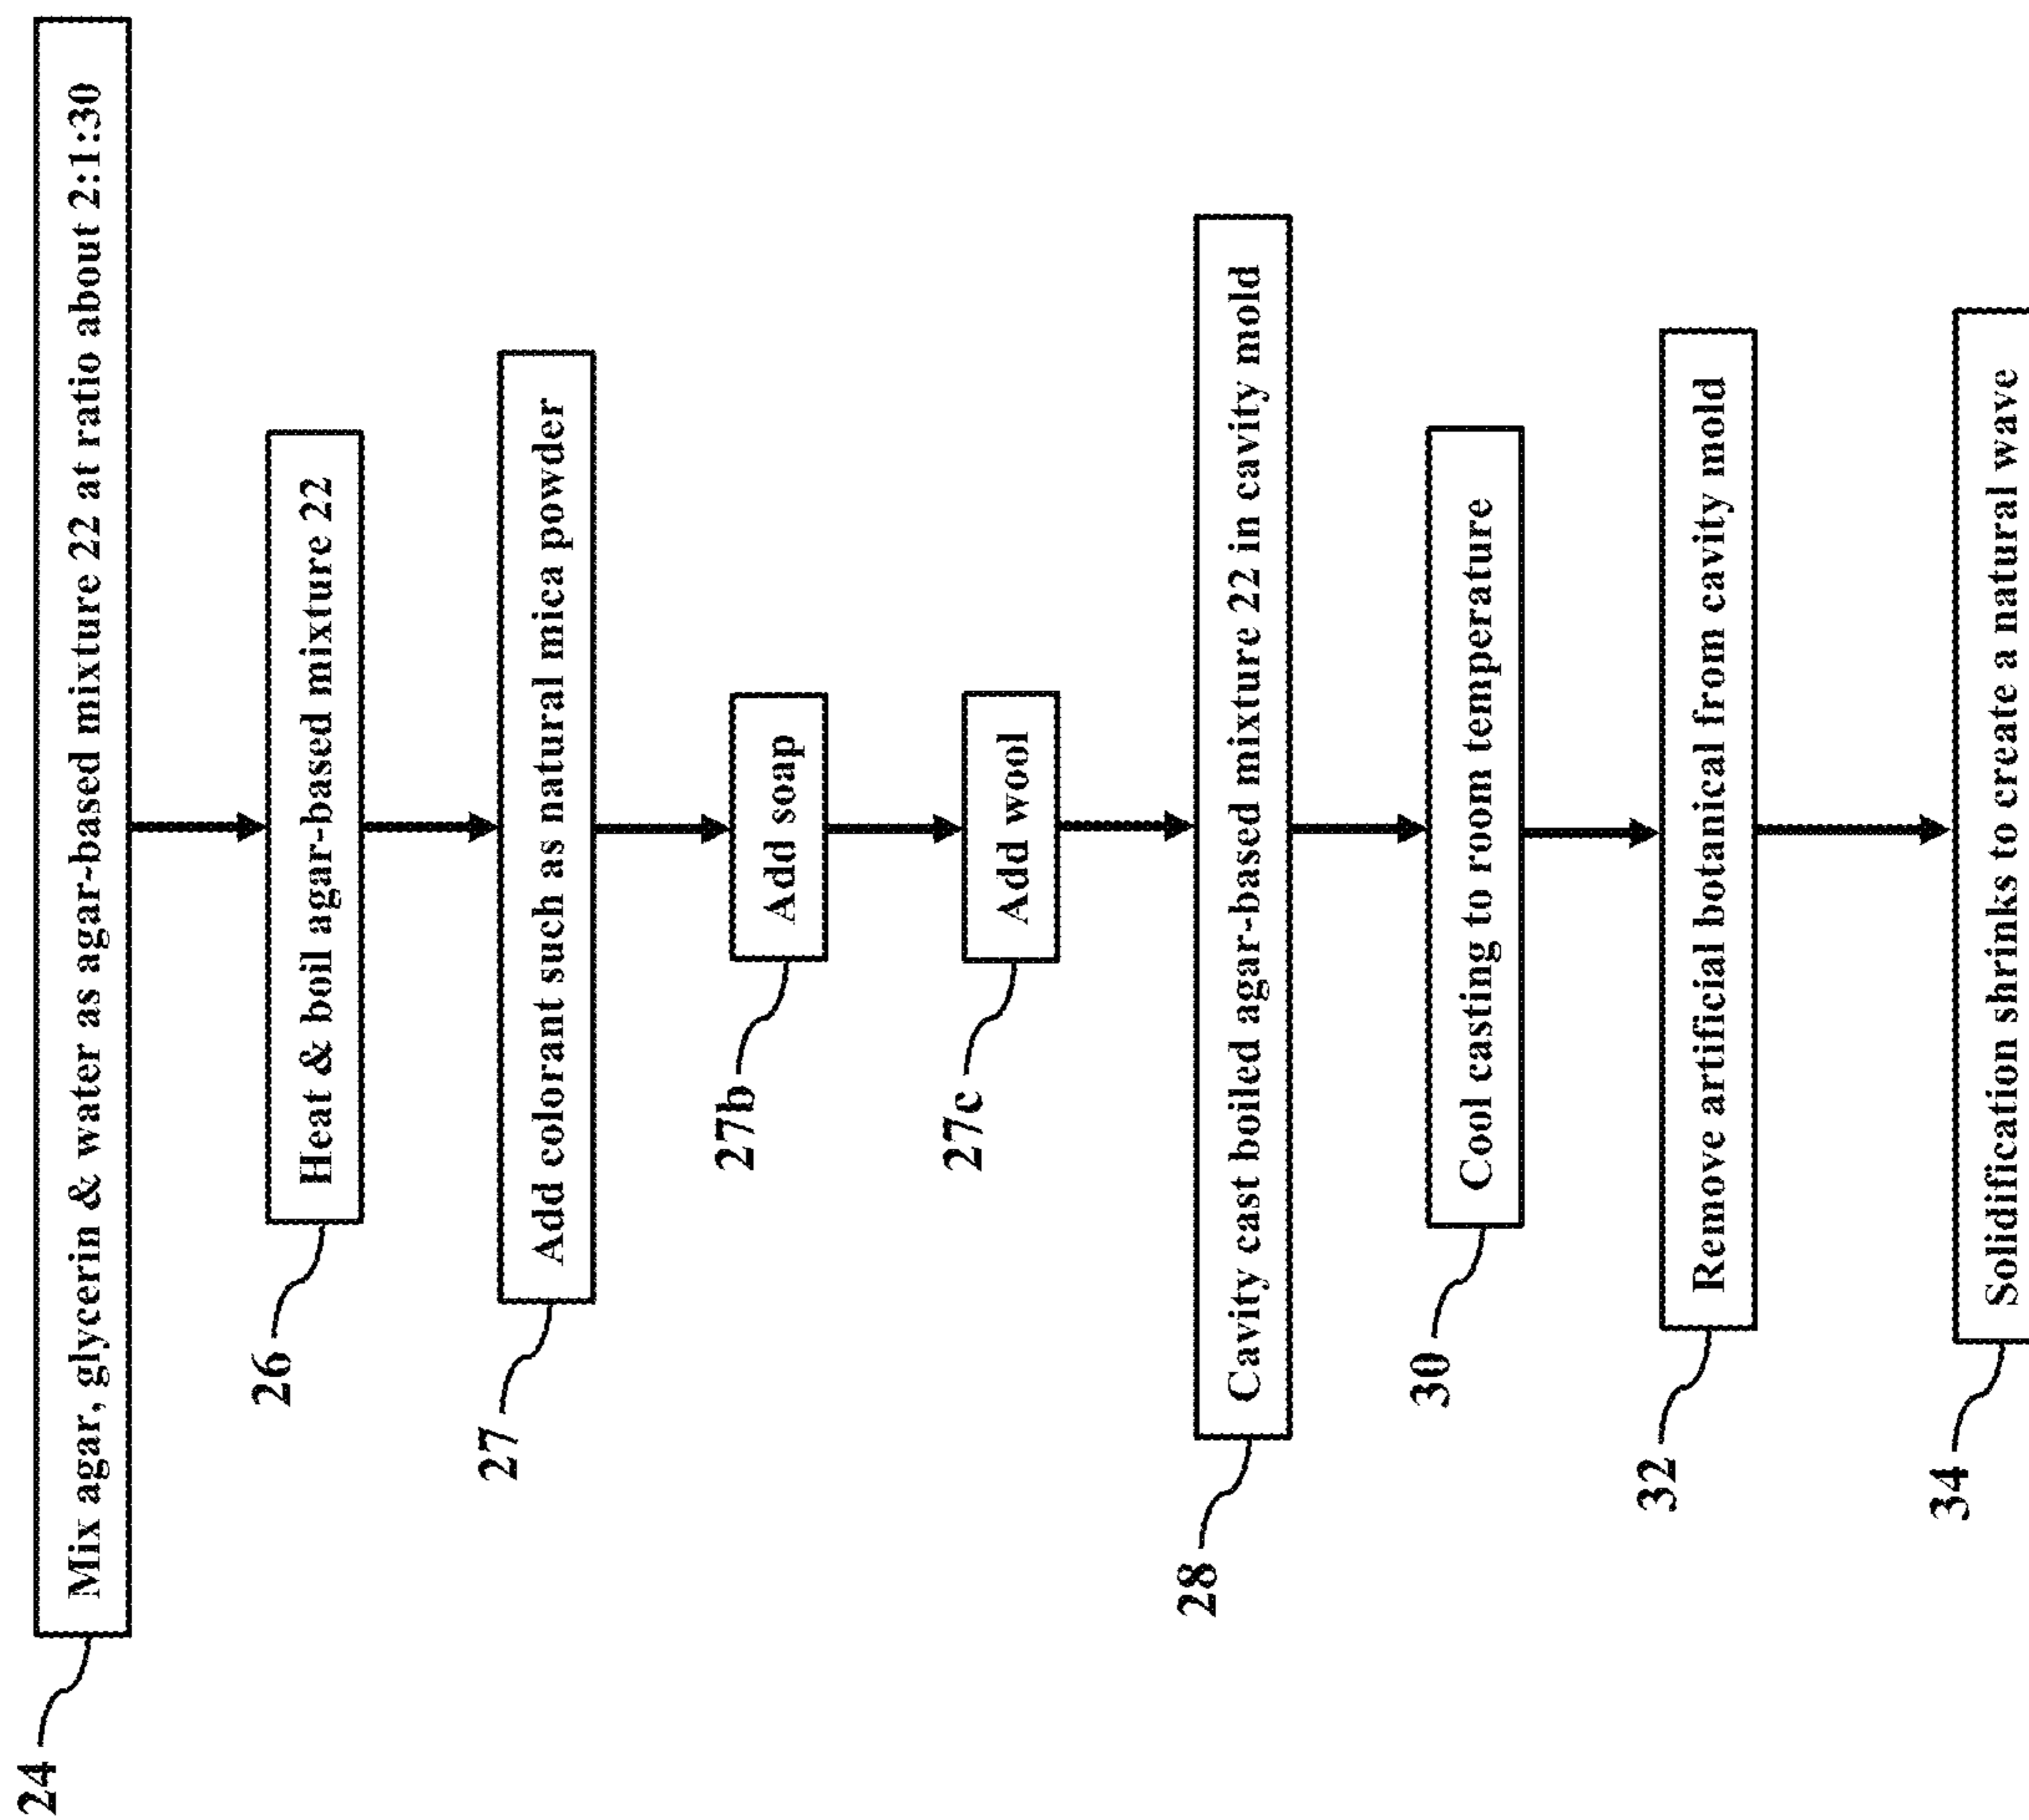 24
Mix agar, glycerin & water as agar-based mixture 22 at ratio about 2:1:30
26
Heat & boil agar-based mixture 22
27
Add colorant such as natural mica powder
27b
Add soap
27c
Add wool
28
Cavity cast boiled agar-based mixture 22 in cavity mold
30
Cool casting to room temperature
32
Remove artificial botanical from cavity mold
34
Solidification shrinks to create a natural wave